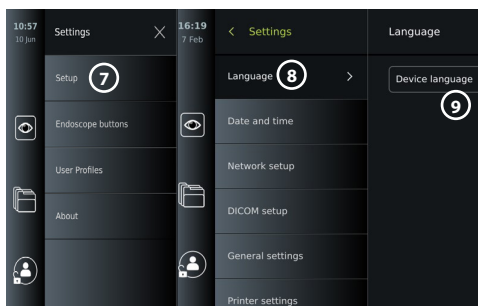 10:57
10 Jun
Settings
Setup
7
Endoscope buttons
User Profiles
About
16:19
7 Feb
Settings
Language
8
Date and time
Network setup
DICOM setup
General settings
Printer settings
Language
Device language
9